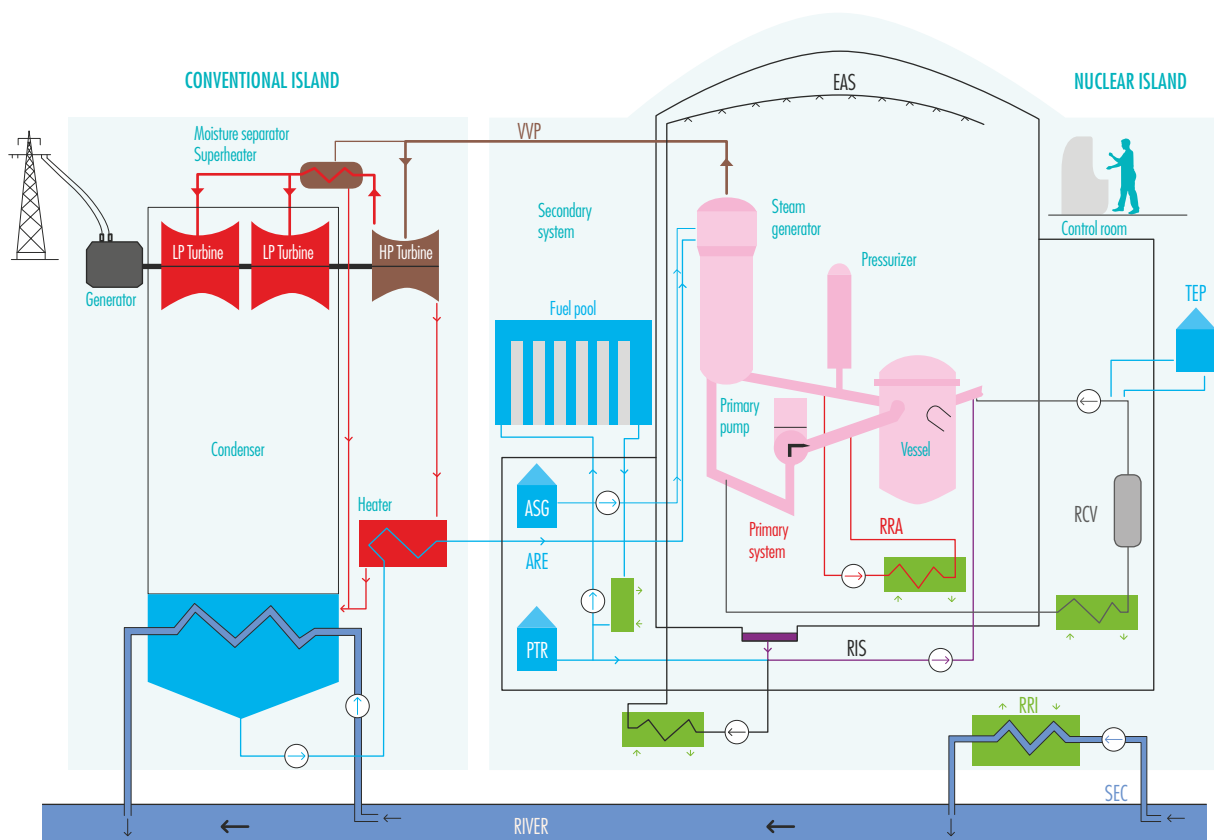 CONVENTIONAL ISLAND
NUCLEAR ISLAND
EAS
VVP
Moisture separator
Superheater
LP Turbine
LP Turbine
HP Turbine
Generator
Secondary
system
Steam
generator
Pressurizer
Control room
TEP
Fuel pool
Primary
pump
Vessel
Condenser
Heater
ASG
ARE
Primary
system
RRA
RCV
PTR
RIS
RRI
SEC
RIVER